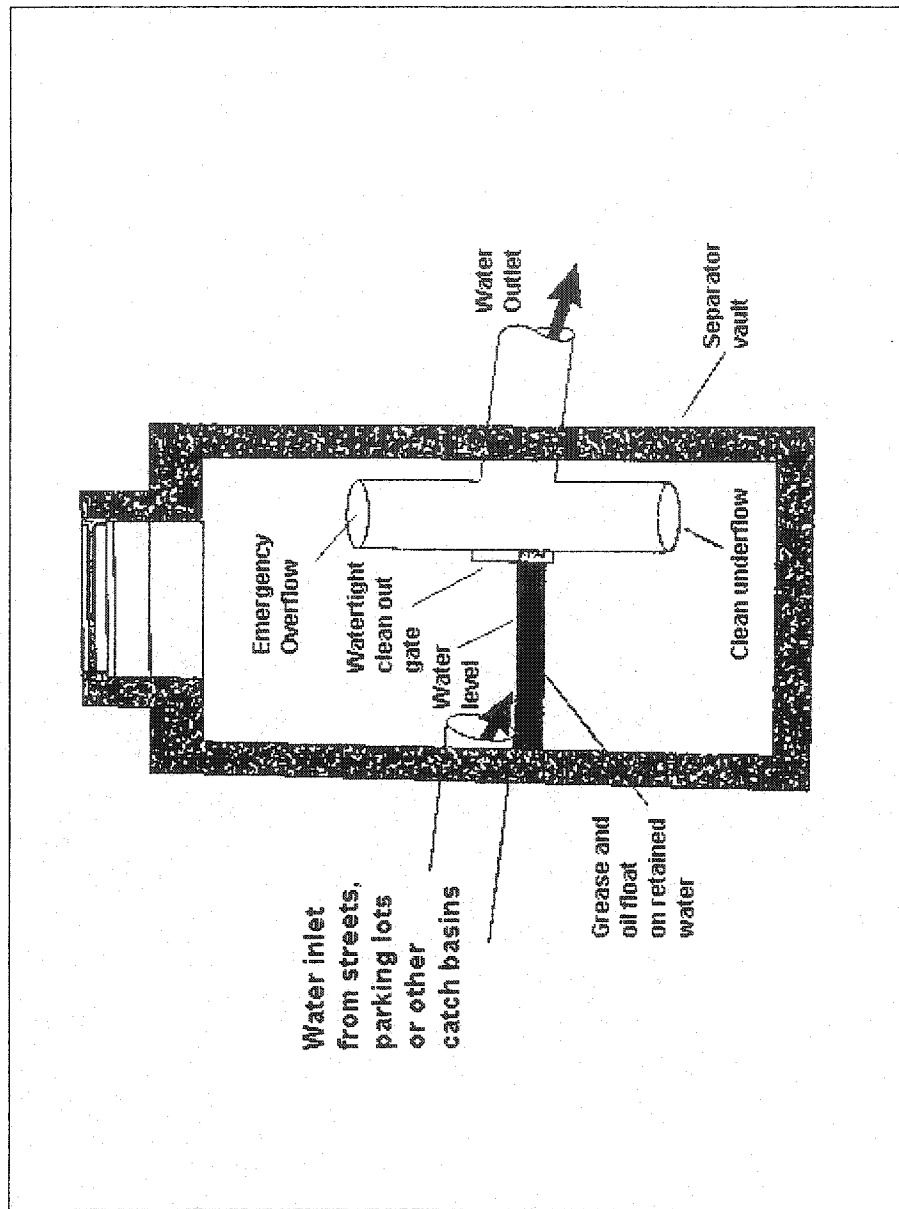 Emergency
Overflow
Watertight
clean out
gate
Water
level
Water
Outlet
Water inlet
from streets,
parking lots
or other
catch basins
Grease and
oil float
on retained
water
Clean underflow
Separator
vault